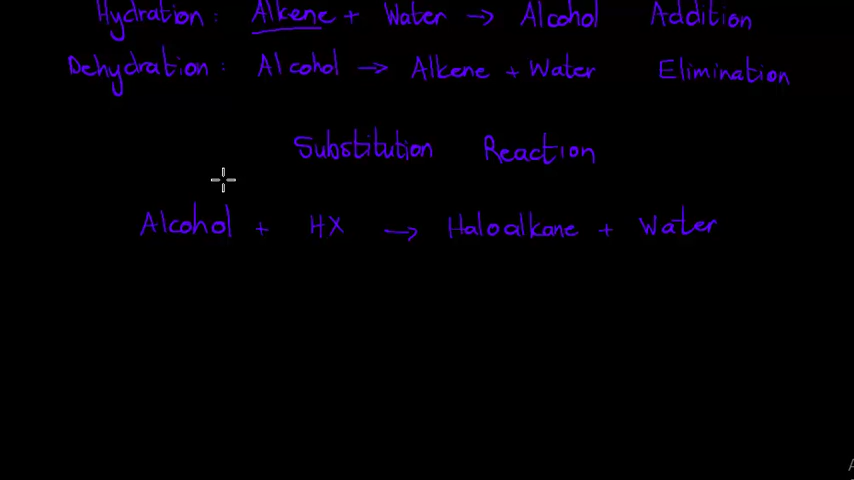 Hydration : Alkene + Water → Alcohol Addition
Dehydration : Alcohol → Alkene + Water Elimination
Substitution Reaction
Alcohol + HX → Haloalkane + Water